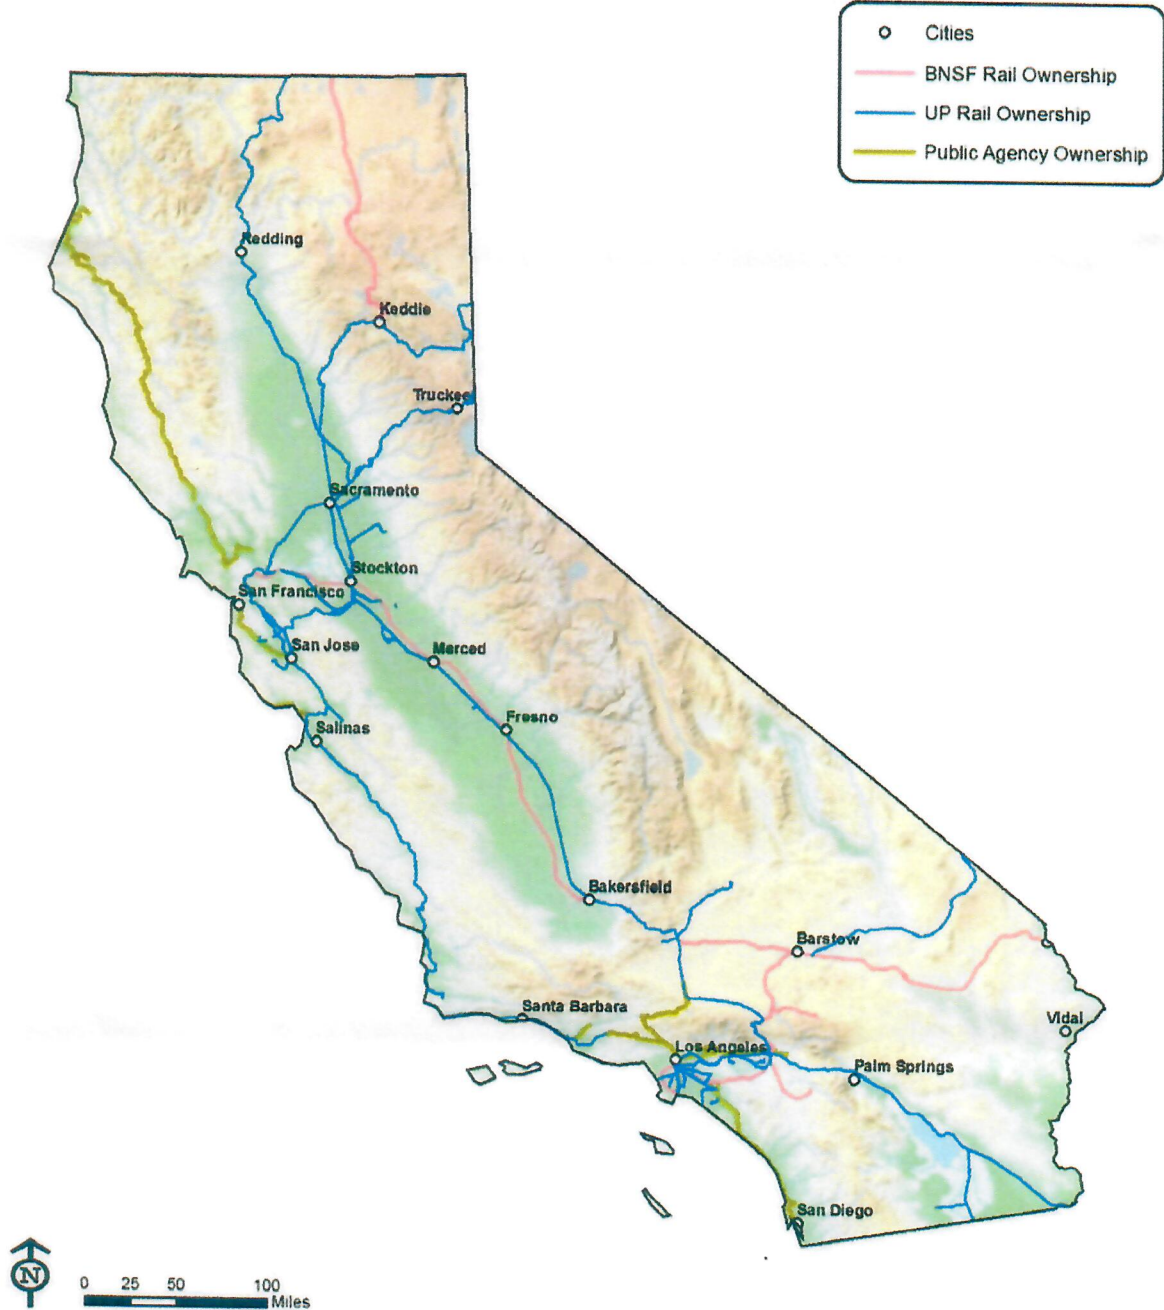 Cities
BNSF Rail Ownership
UP Rail Ownership
Public Agency Ownership
Redding
Keddie
Truckee
Sacramento
Stockton
San Francisco
San Jose
Merced
Fresno
Salinas
Bakersfield
Barstow
Santa Barbara
Vidal
Los Angeles
Palm Springs
San Diego
N
0 25 50 100
Miles